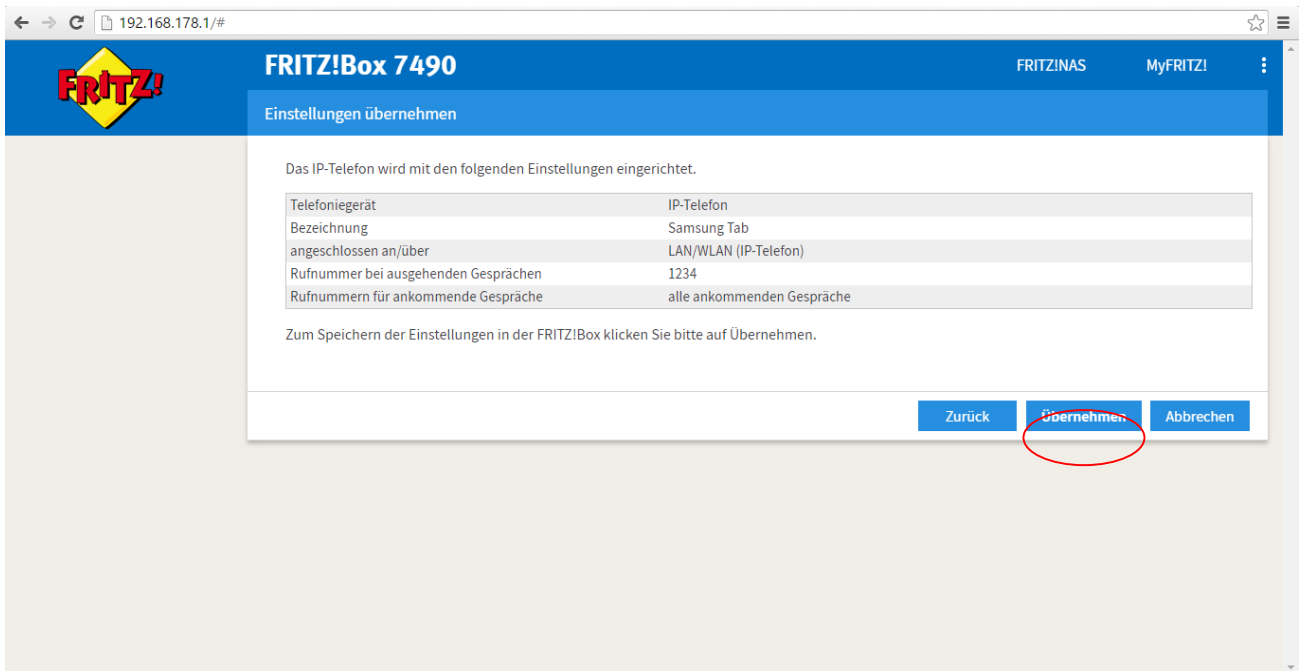 192.168.178.1/#
FRITZ!
FRITZ!Box 7490
FRITZ!NAS
MyFRITZ!
Einstellungen übernehmen
Das IP-Telefon wird mit den folgenden Einstellungen eingerichtet.
Telefoniegerät IP-Telefon
Bezeichnung Samsung Tab
angeschlossen an/über LAN/WLAN (IP-Telefon)
Rufnummer bei ausgehenden Gesprächen 1234
Rufnummern für ankommende Gespräche alle ankommenden Gespräche
Zum Speichern der Einstellungen in der FRITZ!Box klicken Sie bitte auf Übernehmen.
Zurück Übernehmen Abbrechen